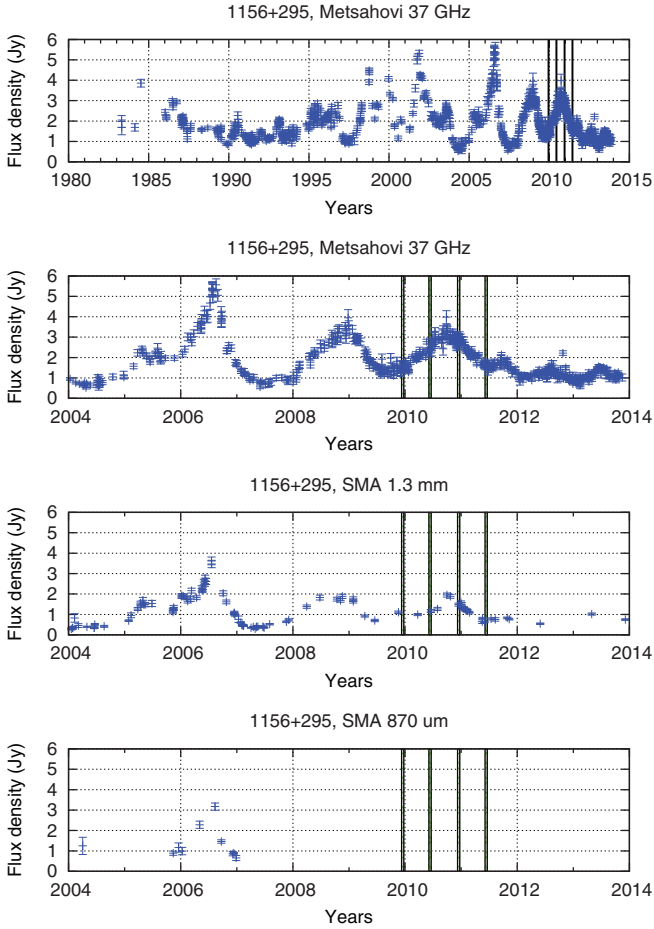 1156+295, Metsahovi 37 GHz
Flux density (Jy)
6
5
4
3
2
1
0
1980 1985 1990 1995 2000 2005 2010 2015
Years
1156+295, Metsahovi 37 GHz
Flux density (Jy)
6
5
4
3
2
1
0
2004 2006 2008 2010 2012 2014
Years
1156+295, SMA 1.3 mm
Flux density (Jy)
6
5
4
3
2
1
0
2004 2006 2008 2010 2012 2014
Years
1156+295, SMA 870 um
Flux density (Jy)
6
5
4
3
2
1
0
2004 2006 2008 2010 2012 2014
Years